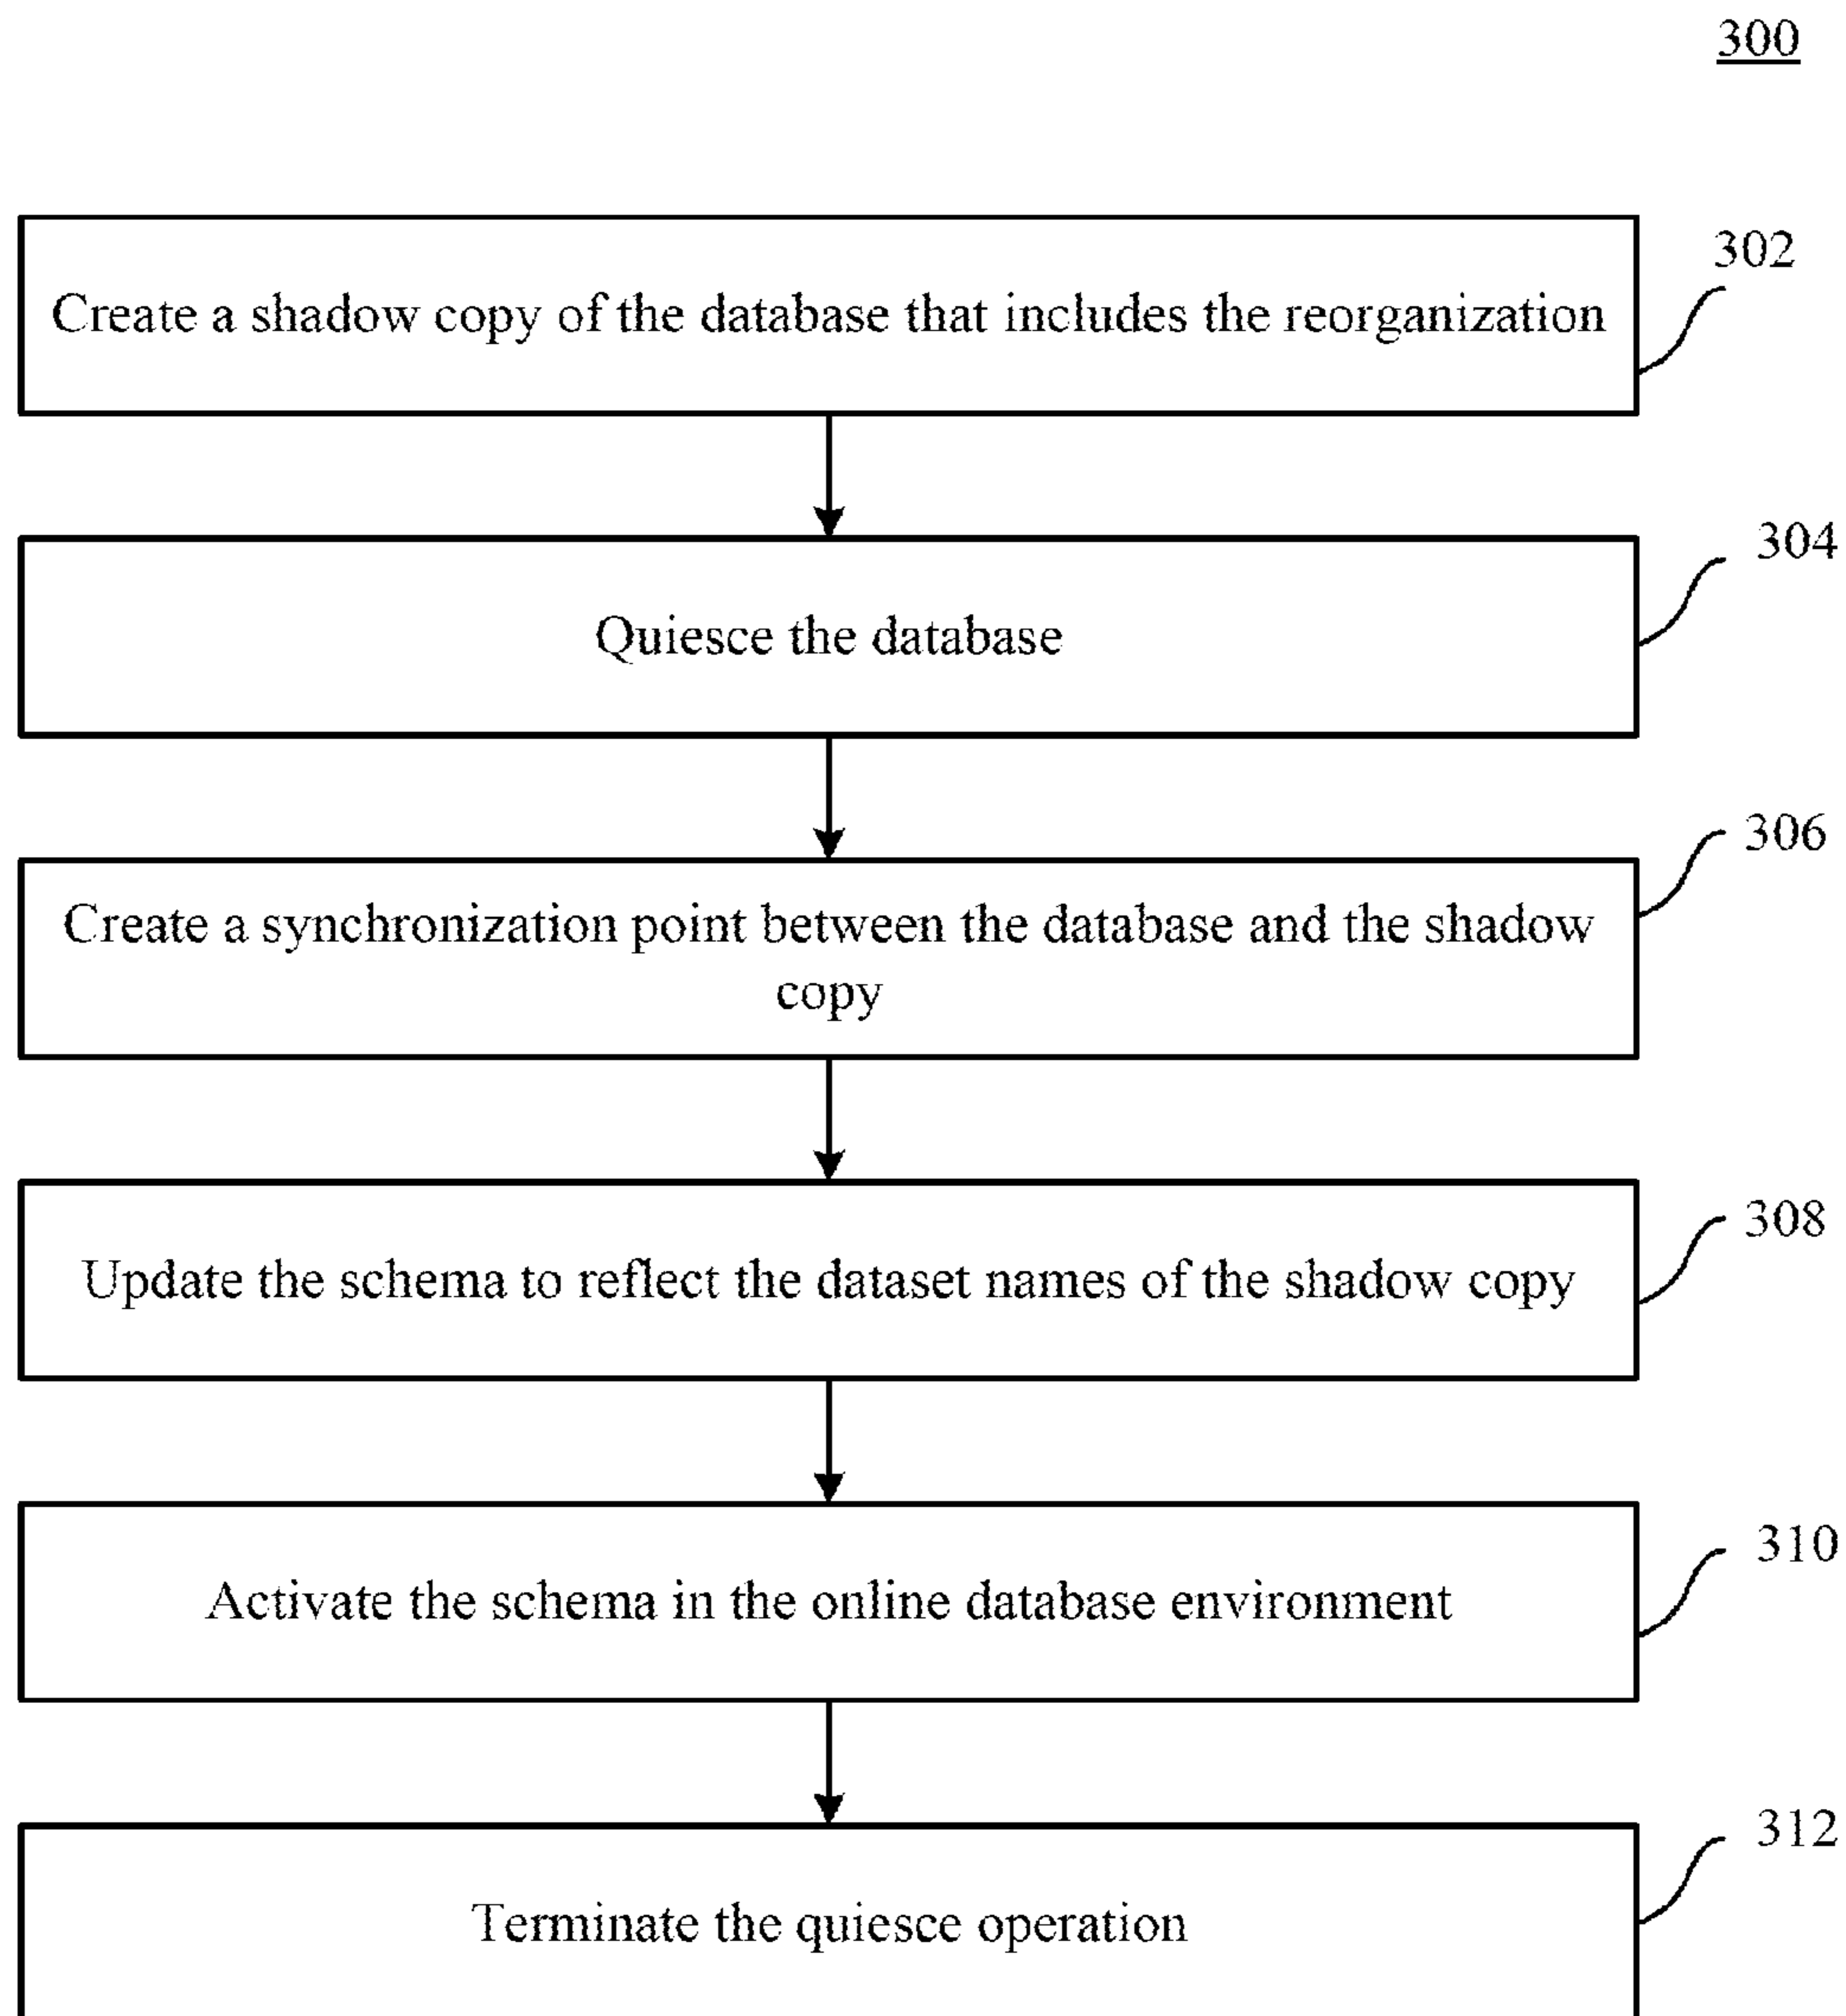 300
302
Create a shadow copy of the database that includes the reorganization
304
Quiesce the database
306
Create a synchronization point between the database and the shadow
copy
308
Update the schema to reflect the dataset names of the shadow copy
310
Activate the schema in the online database environment
312
Terminate the quiesce operation